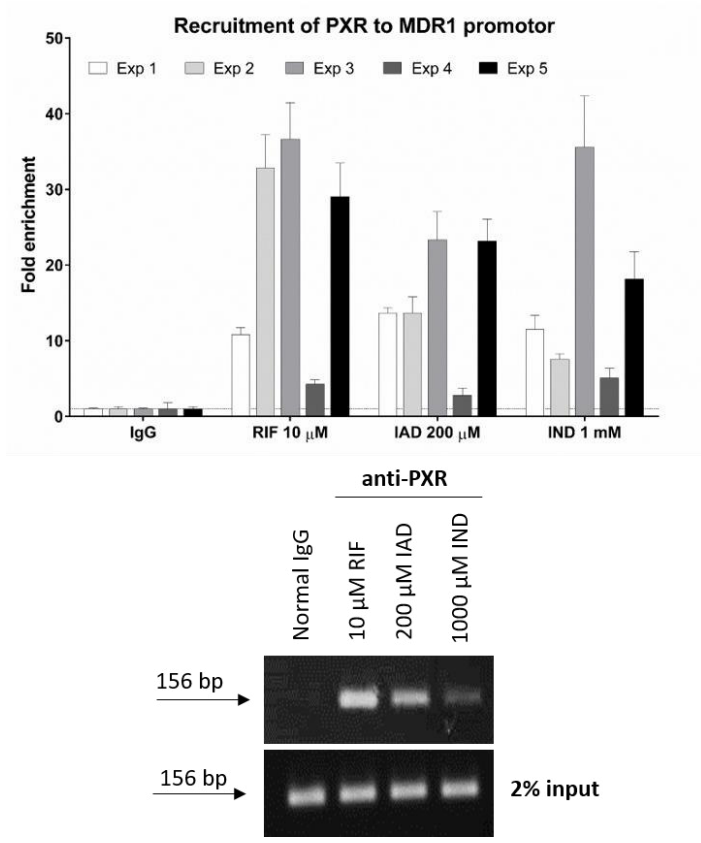 Recruitment of PXR to MDR1 promotor
Exp 1 Exp 2 Exp 3 Exp 4 Exp 5
Fold enrichment
50
40
30
20
10
0
IgG RIF 10 μM IAD 200 μM IND 1 mM
anti-PXR
Normal IgG
10 μM RIF
200 μM IAD
1000 μM IND
156 bp
156 bp
2% input